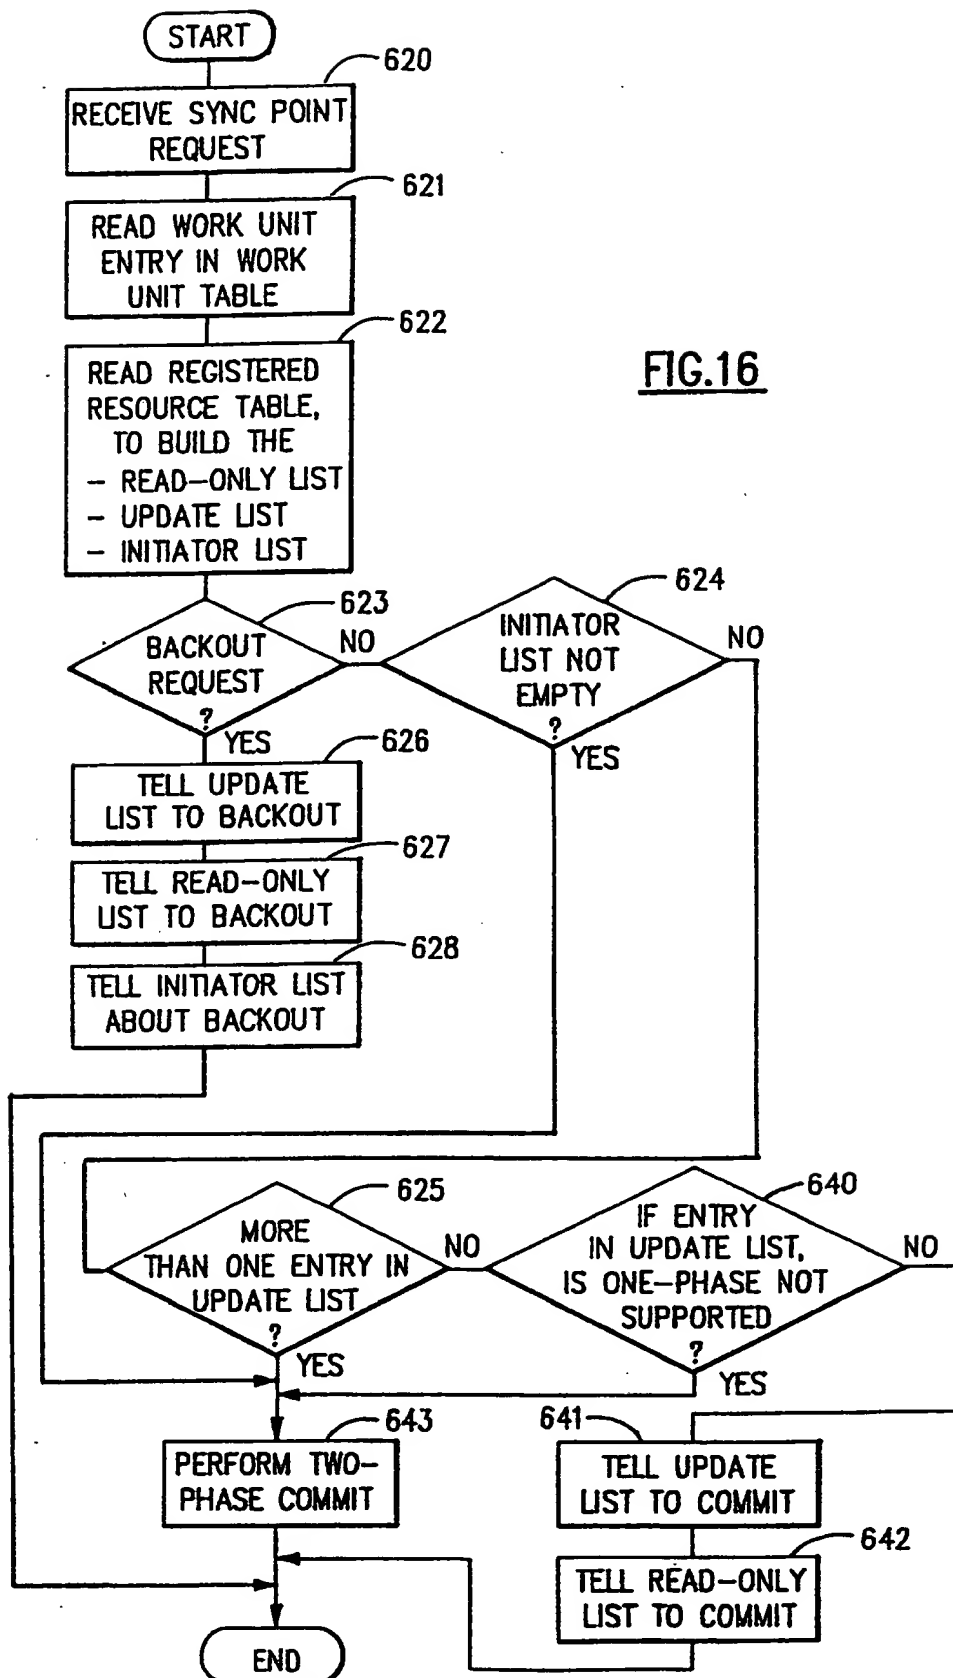 START
620
RECEIVE SYNC POINT
REQUEST
621
READ WORK UNIT
ENTRY IN WORK
UNIT TABLE
622
READ REGISTERED
RESOURCE TABLE,
TO BUILD THE
- READ-ONLY LIST
- UPDATE LIST
- INITIATOR LIST
FIG.16
623
BACKOUT
REQUEST
?
NO
YES
624
INITIATOR
LIST NOT
EMPTY
?
NO
YES
626
TELL UPDATE
LIST TO BACKOUT
627
TELL READ-ONLY
LIST TO BACKOUT
628
TELL INITIATOR LIST
ABOUT BACKOUT
625
MORE
THAN ONE ENTRY IN
UPDATE LIST
?
NO
YES
640
IF ENTRY
IN UPDATE LIST,
IS ONE-PHASE NOT
SUPPORTED
?
NO
YES
643
PERFORM TWO-
PHASE COMMIT
641
TELL UPDATE
LIST TO COMMIT
642
TELL READ-ONLY
LIST TO COMMIT
END